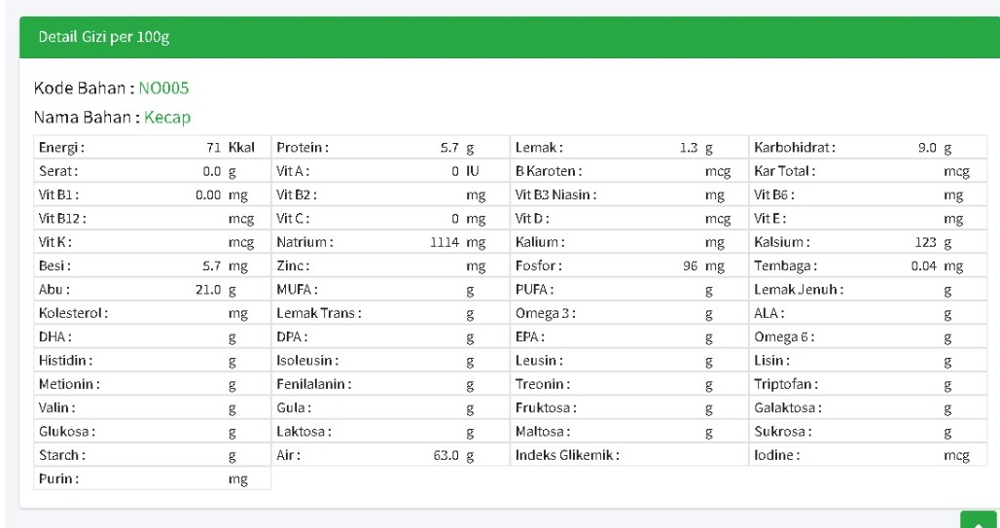 Detail Gizi per 100g
Kode Bahan : NO005
Nama Bahan : Kecap
Energi : 71 Kkal Protein : 5.7 g Lemak : 1.3 g Karbohidrat : 9.0 g
Serat : 0.0 g Vit A : 0 IU B Karoten : mcg Kar Total : mcg
Vit B1 : 0.00 mg Vit B2 : mg Vit B3 Niasin : mg Vit B6 : mg
Vit B12 : mcg Vit C : 0 mg Vit D : mcg Vit E : mg
Vit K : mcg Natrium : 1114 mg Kalium : mg Kalsium : 123 g
Besi : 5.7 mg Zinc : mg Fosfor : 96 mg Tembaga : 0.04 mg
Abu : 21.0 g MUFA : g PUFA : g Lemak Jenuh : g
Kolesterol : mg Lemak Trans : g Omega 3 : g ALA : g
DHA : g DPA : g EPA : g Omega 6 : g
Histidin : g Isoleusin : g Leusin : g Lisin : g
Metionin : g Fenilalanin : g Treonin : g Triptofan : g
Valin : g Gula : g Fruktosa : g Galaktosa : g
Glukosa : g Laktosa : g Maltosa : g Sukrosa : g
Starch : g Air : 63.0 g Indeks Glikemik : Iodine : mcg
Purin : mg